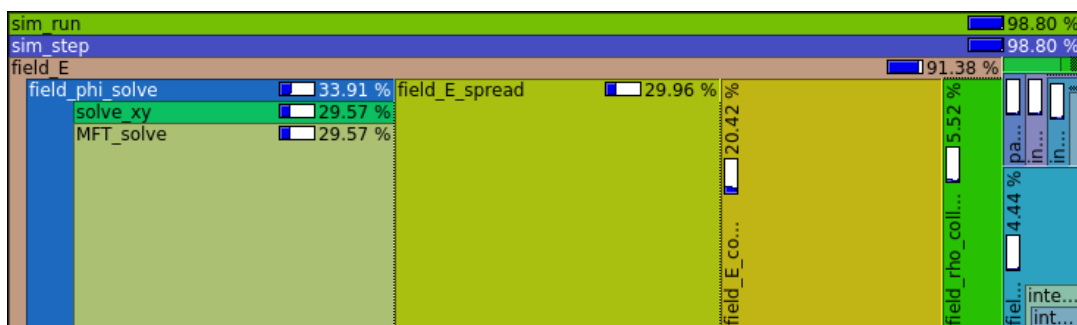 sim_run 98.80 %
sim_step 98.80 %
field_E 91.38 %
field_phi_solve 33.91 %
solve_xy 29.57 %
MFT_solve 29.57 %
field_E_spread 29.96 %
field_E_co... 20.42 %
field_rho_coll... 5.52 %
pa...
in...
in...
fiel... 4.44 %
inte...
int...